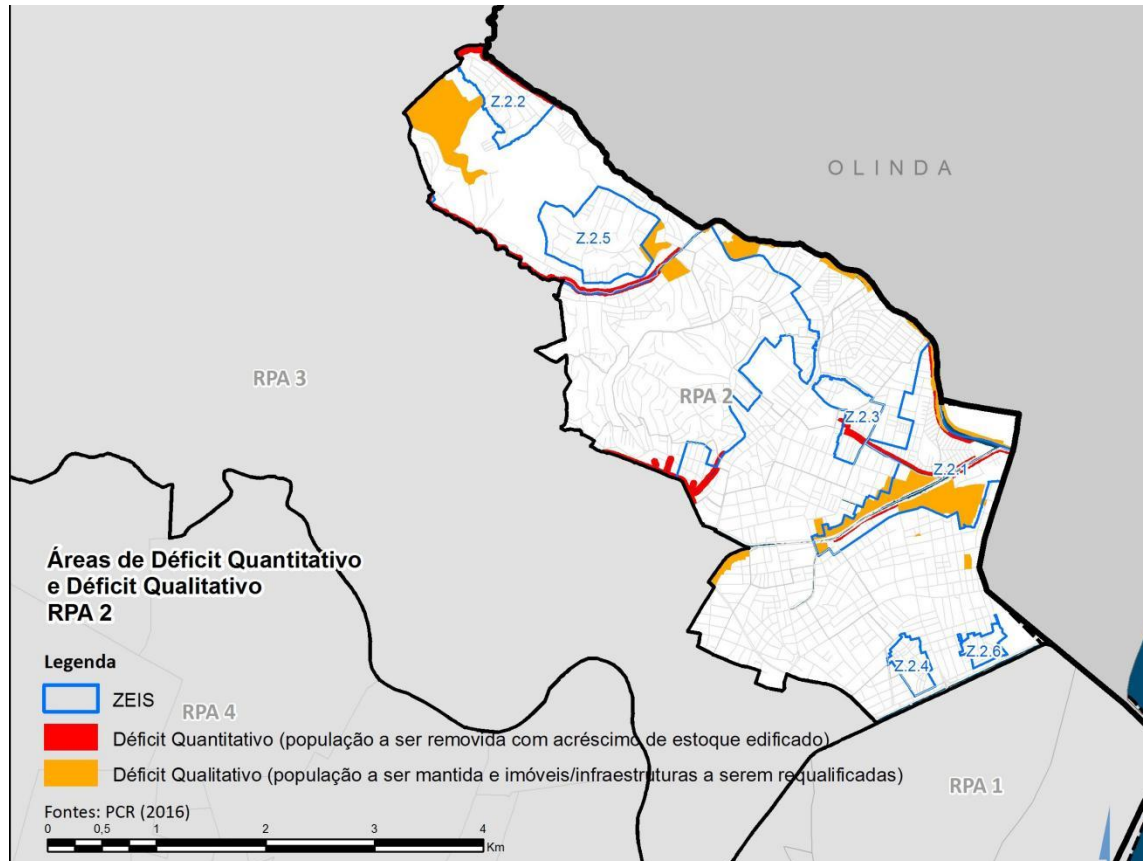 Z.2.2
OLINDA
Z.2.5
RPA 3
RPA 2
Z.2.3
Z.2.1
Áreas de Déficit Quantitativo
e Déficit Qualitativo
RPA 2
Z.2.4
Z.2.6
Legenda
ZEIS
RPA 4
Déficit Quantitativo (população a ser removida com acréscimo de estoque edificado)
Déficit Qualitativo (população a ser mantida e imóveis/infraestruturas a serem requalificadas)
RPA 1
Fontes: PCR (2016)
0 0,5 1 2 3 4
Km